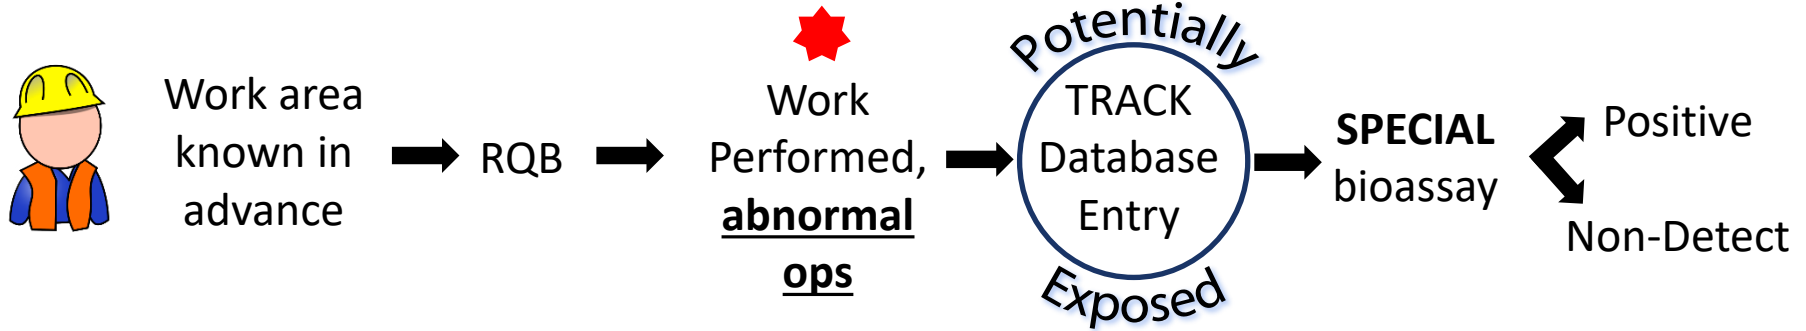 Work area
known in
advance
RQB
Work
Performed,
abnormal
ops
Potentially
TRACK
Database
Entry
Exposed
SPECIAL
bioassay
Positive
Non-Detect